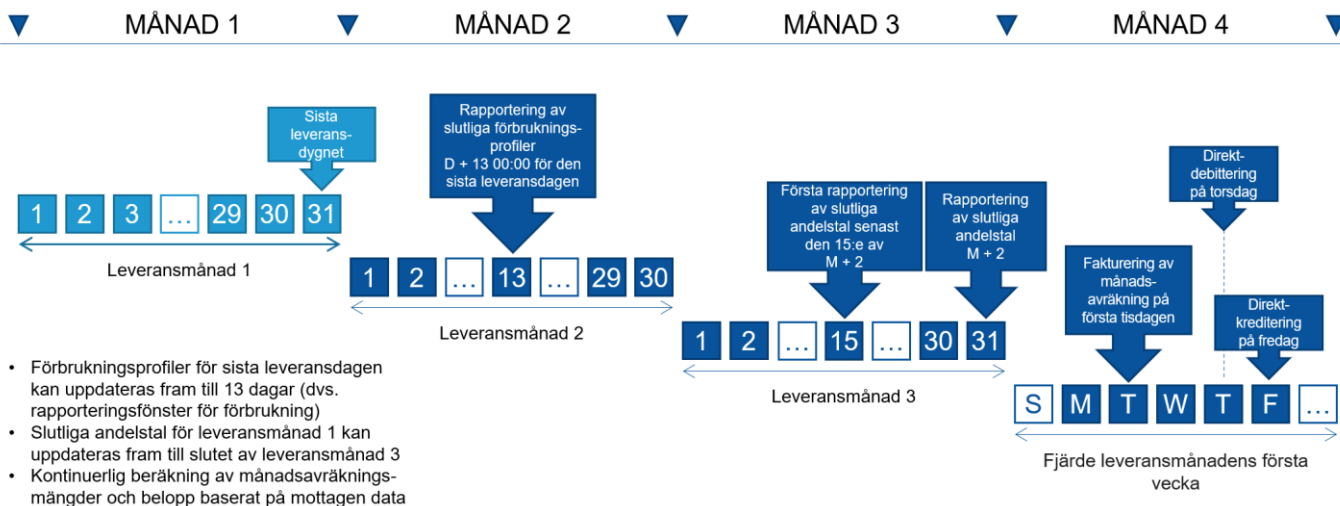 MÅNAD 1
MÅNAD 2
MÅNAD 3
MÅNAD 4
Sista
leverans-
dygnet
1 2 3 ... 29 30 31
Leveransmånad 1
Rapportering av
slutliga förbruknings-
profiler
D + 13 00:00 för den
sista leveransdagen
1 2 ... 13 ... 29 30
Leveransmånad 2
Första rapportering
av slutliga
andelstal senast
den 15:e av
M + 2
Rapportering
av slutliga
andelstal
M + 2
1 2 ... 15 ... 30 31
Leveransmånad 3
Direkt-
debittering
på torsdag
Fakturering av
månads-
avräkning på
första tisdagen
Direkt-
kreditering
på fredag
S M T W T F ...
Fjärde leveransmånadens första
vecka
• Förbrukningsprofiler för sista leveransdagen
kan uppdateras fram till 13 dagar (dvs.
rapporteringsfönster för förbrukning)
• Slutliga andelstal för leveransmånad 1 kan
uppdateras fram till slutet av leveransmånad 3
• Kontinuerlig beräkning av månadsavräknings-
mängder och belopp baserat på mottagen data